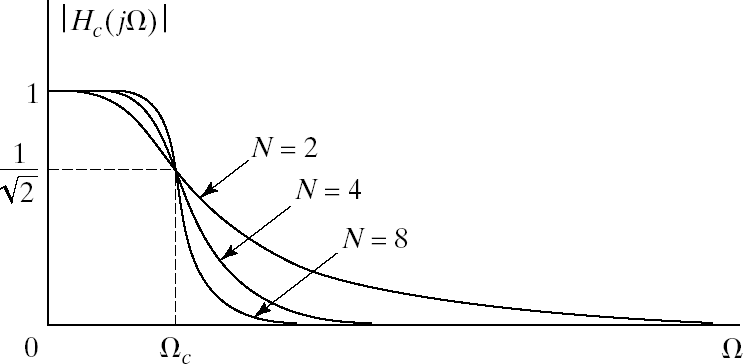 |H_c(jΩ)|
1
1/√2
N = 2
N = 4
N = 8
0
Ω_c
Ω